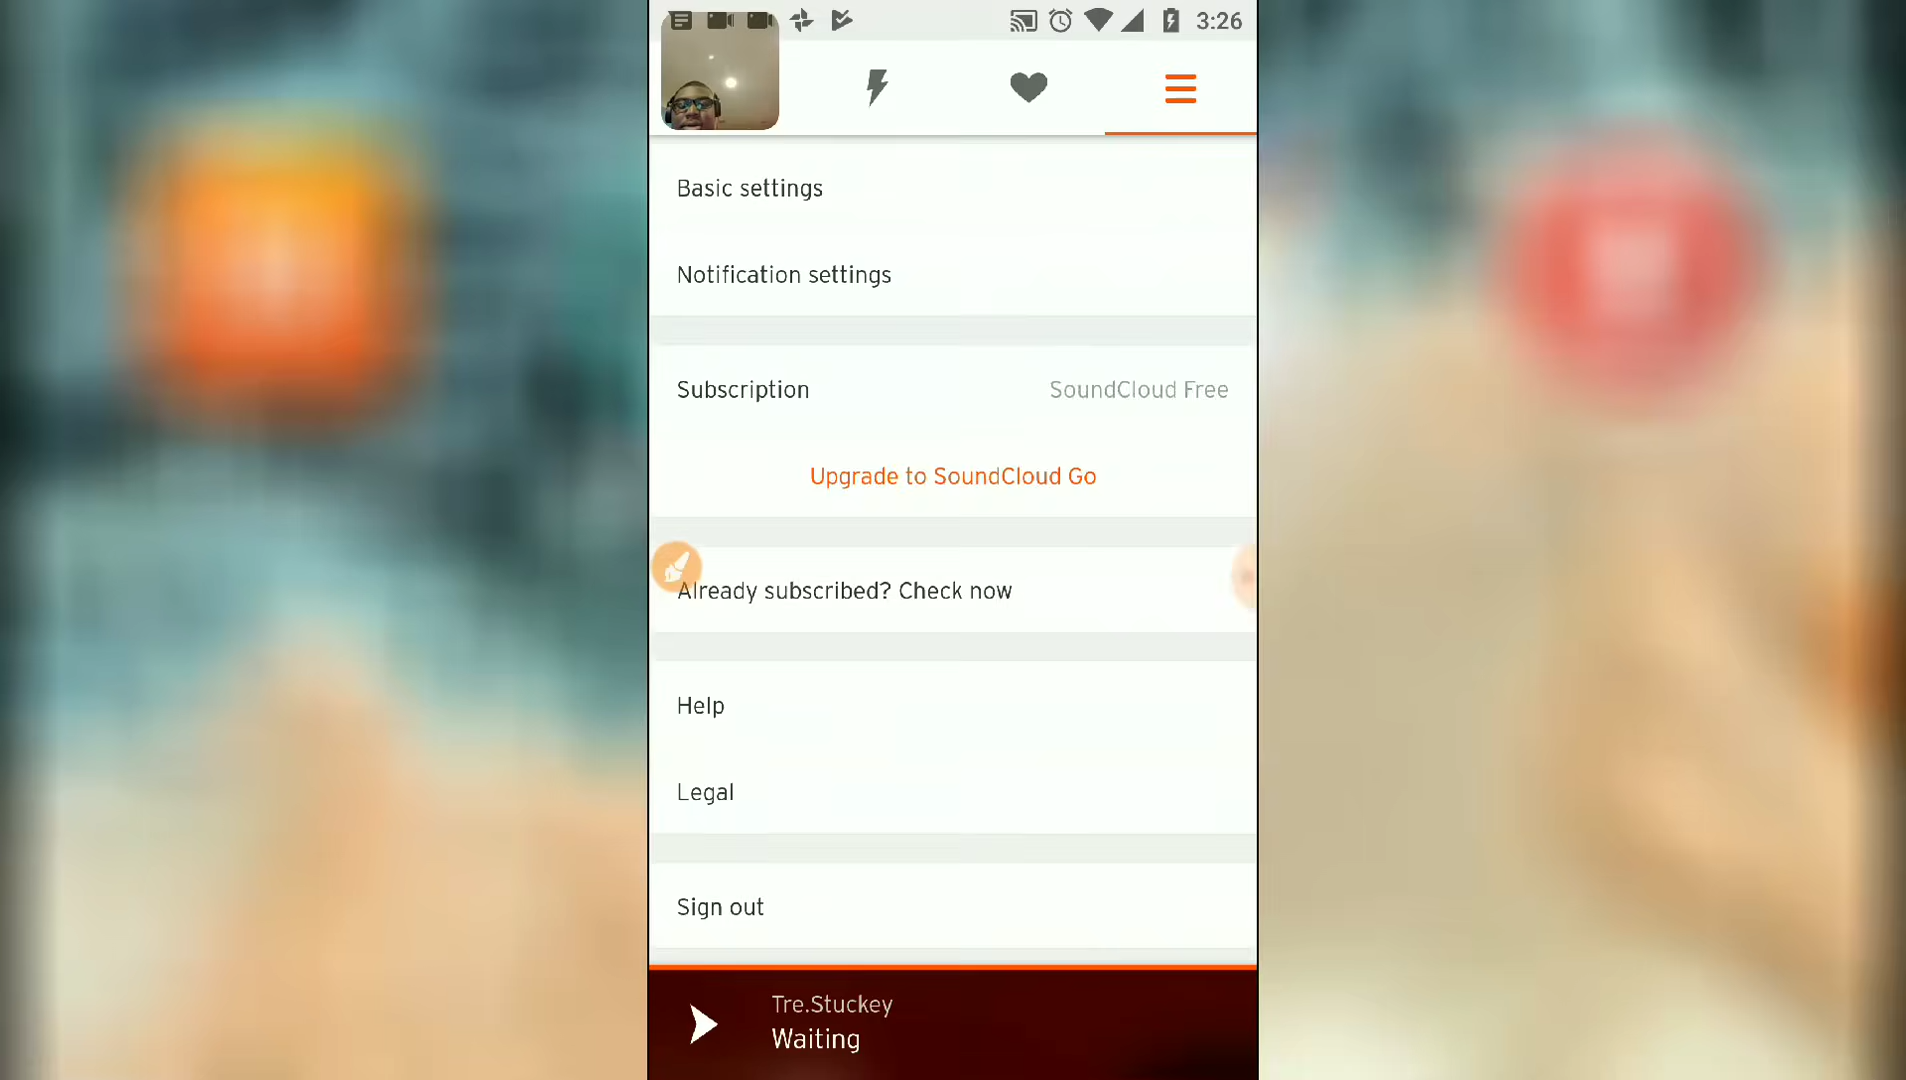 3:26
Basic settings
Notification settings
Subscription SoundCloud Free
Upgrade to SoundCloud Go
Already subscribed? Check now
Help
Legal
Sign out
Tre.Stuckey
Waiting